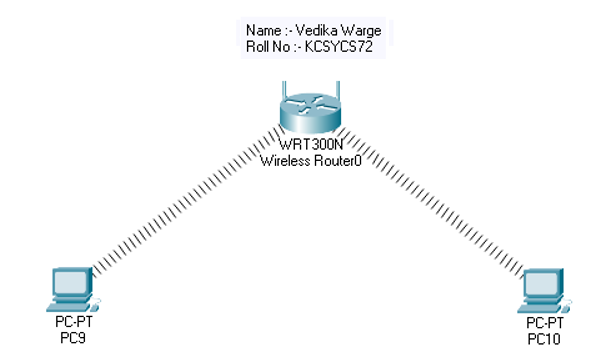 Name :- Vedika Warge
Roll No :- KCSYCS72
WRT300N
Wireless Router0
PC-PT
PC9
PC-PT
PC10